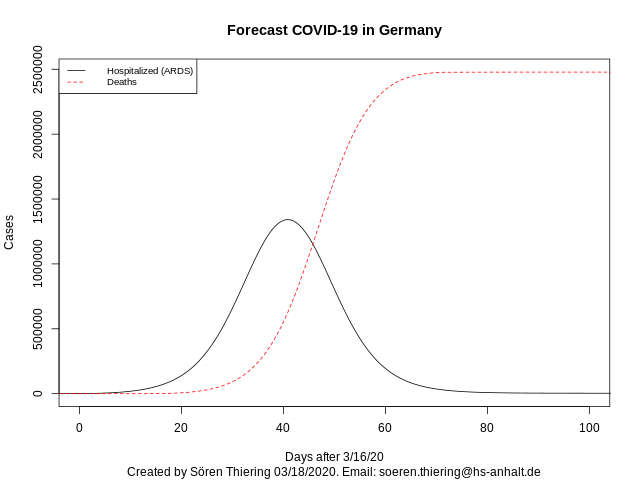 Forecast COVID-19 in Germany
Hospitalized (ARDS)
Deaths
Cases
2500000
2000000
1500000
1000000
500000
0
0 20 40 60 80 100
Days after 3/16/20
Created by Sören Thiering 03/18/2020. Email: soeren.thiering@hs-anhalt.de